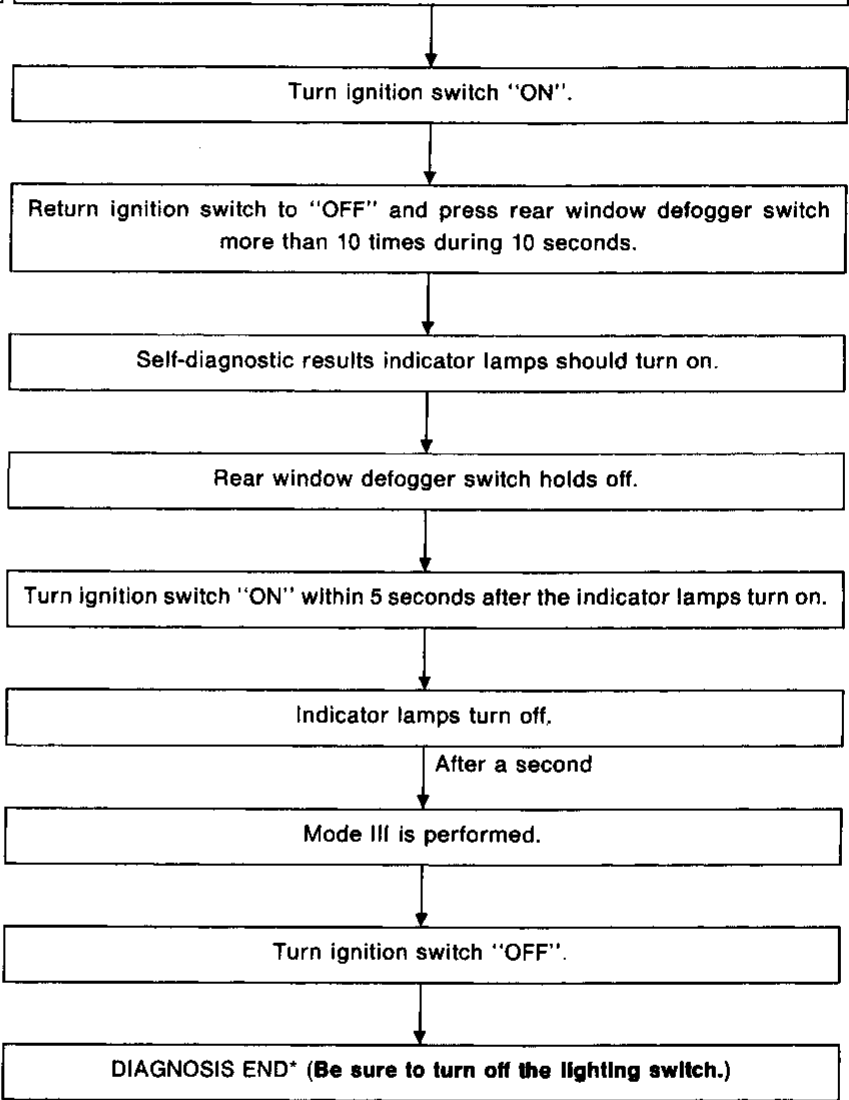 Turn ignition switch "ON".
Return ignition switch to "OFF" and press rear window defogger switch
more than 10 times during 10 seconds.
Self-diagnostic results indicator lamps should turn on.
Rear window defogger switch holds off.
Turn ignition switch "ON" within 5 seconds after the indicator lamps turn on.
Indicator lamps turn off.
After a second
Mode III is performed.
Turn ignition switch "OFF".
DIAGNOSIS END* (Be sure to turn off the lighting switch.)